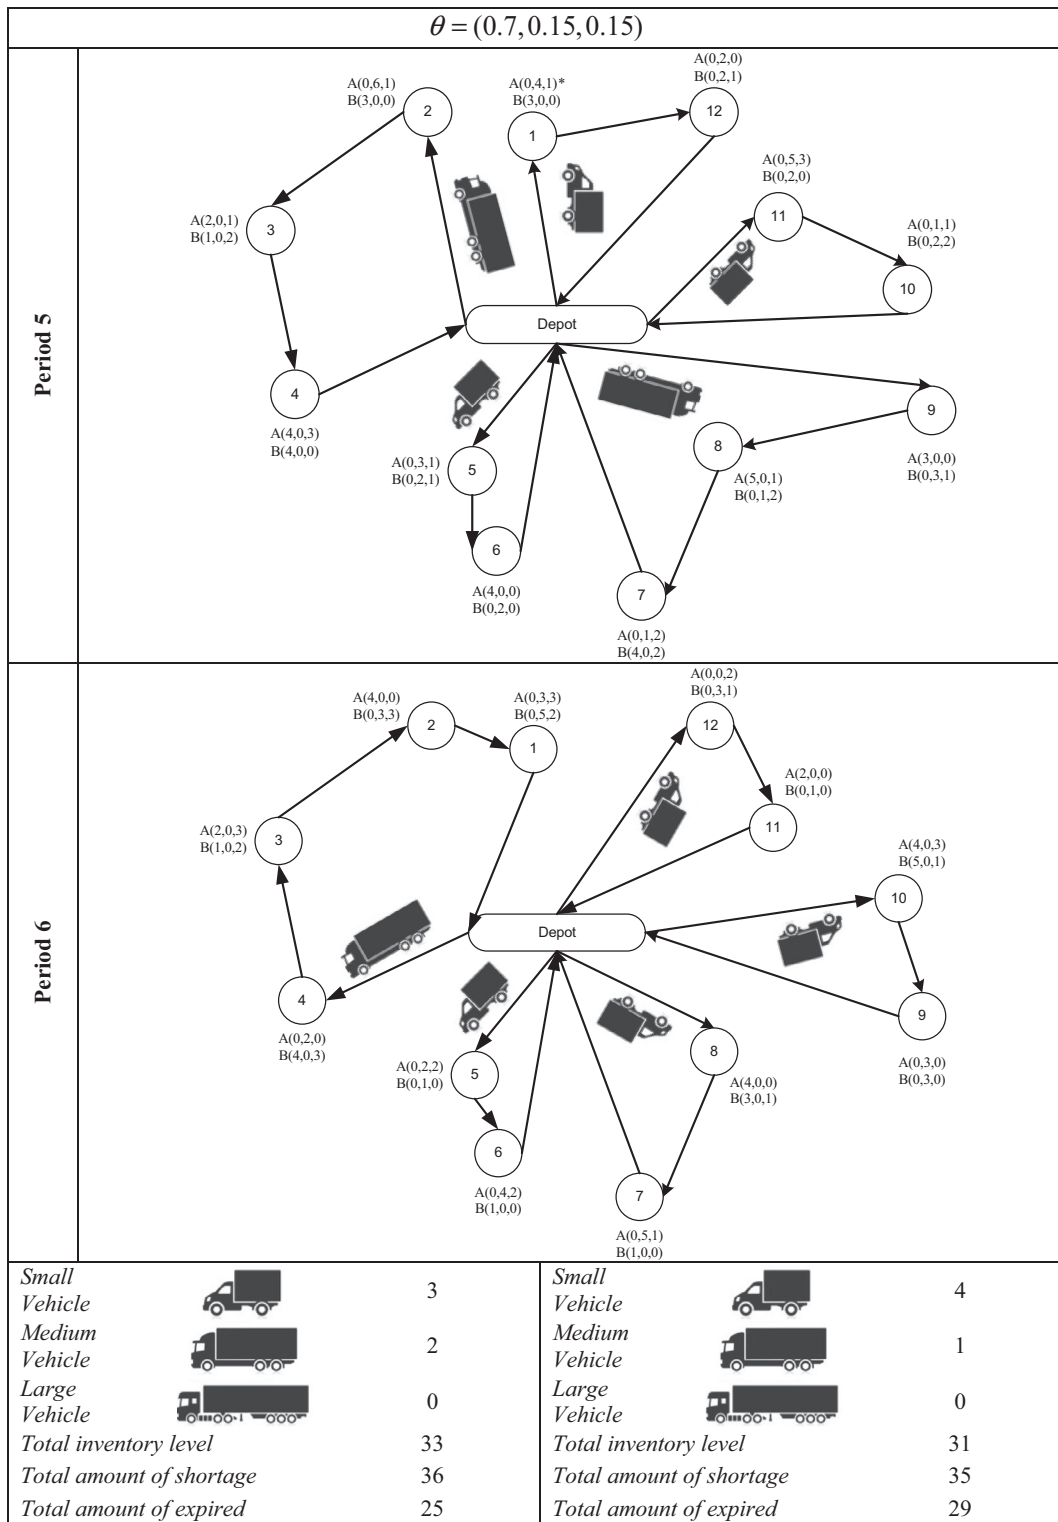 θ = (0.7, 0.15, 0.15)
Period 5
A(0,6,1)
B(3,0,0)
2
A(0,4,1)*
B(3,0,0)
1
A(0,2,0)
B(0,2,1)
12
A(0,5,3)
B(0,2,0)
11
A(0,1,1)
B(0,2,2)
10
A(2,0,1)
B(1,0,2)
3
Depot
4
A(4,0,3)
B(4,0,0)
9
A(3,0,0)
B(0,3,1)
8
A(5,0,1)
B(0,1,2)
A(0,3,1)
B(0,2,1)
5
6
A(4,0,0)
B(0,2,0)
7
A(0,1,2)
B(4,0,2)
Period 6
A(4,0,0)
B(0,3,3)
2
A(0,3,3)
B(0,5,2)
1
A(0,0,2)
B(0,3,1)
12
A(2,0,0)
B(0,1,0)
11
A(2,0,3)
B(1,0,2)
3
A(4,0,3)
B(5,0,1)
10
Depot
4
A(0,2,0)
B(4,0,3)
9
A(0,3,0)
B(0,3,0)
A(0,2,2)
B(0,1,0)
5
8
A(4,0,0)
B(3,0,1)
6
A(0,4,2)
B(1,0,0)
7
A(0,5,1)
B(1,0,0)
Small
Vehicle
3
Medium
Vehicle
2
Large
Vehicle
0
Total inventory level 33
Total amount of shortage 36
Total amount of expired 25
Small
Vehicle
4
Medium
Vehicle
1
Large
Vehicle
0
Total inventory level 31
Total amount of shortage 35
Total amount of expired 29